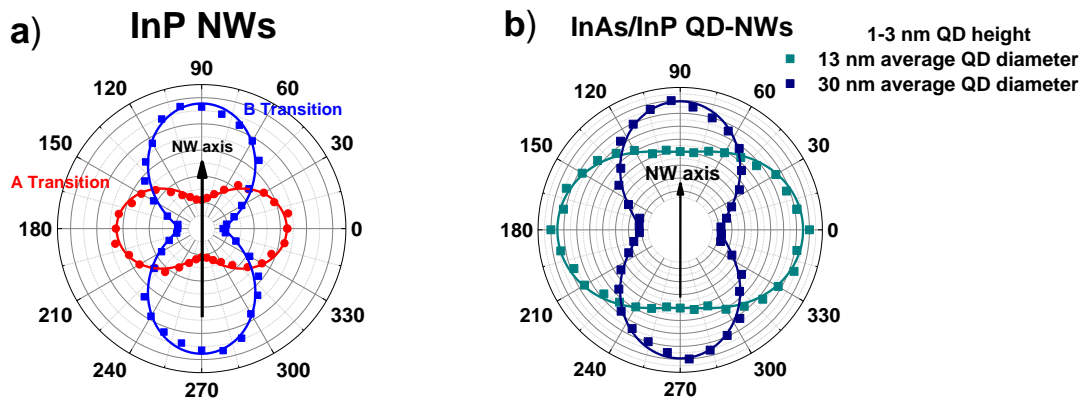 a) InP NWs
90
60
30
0
330
300
270
240
210
180
150
120
B Transition
NW axis
A Transition
b) InAs/InP QD-NWs
1-3 nm QD height
13 nm average QD diameter
30 nm average QD diameter
90
60
30
0
330
300
270
240
210
180
150
120
NW axis